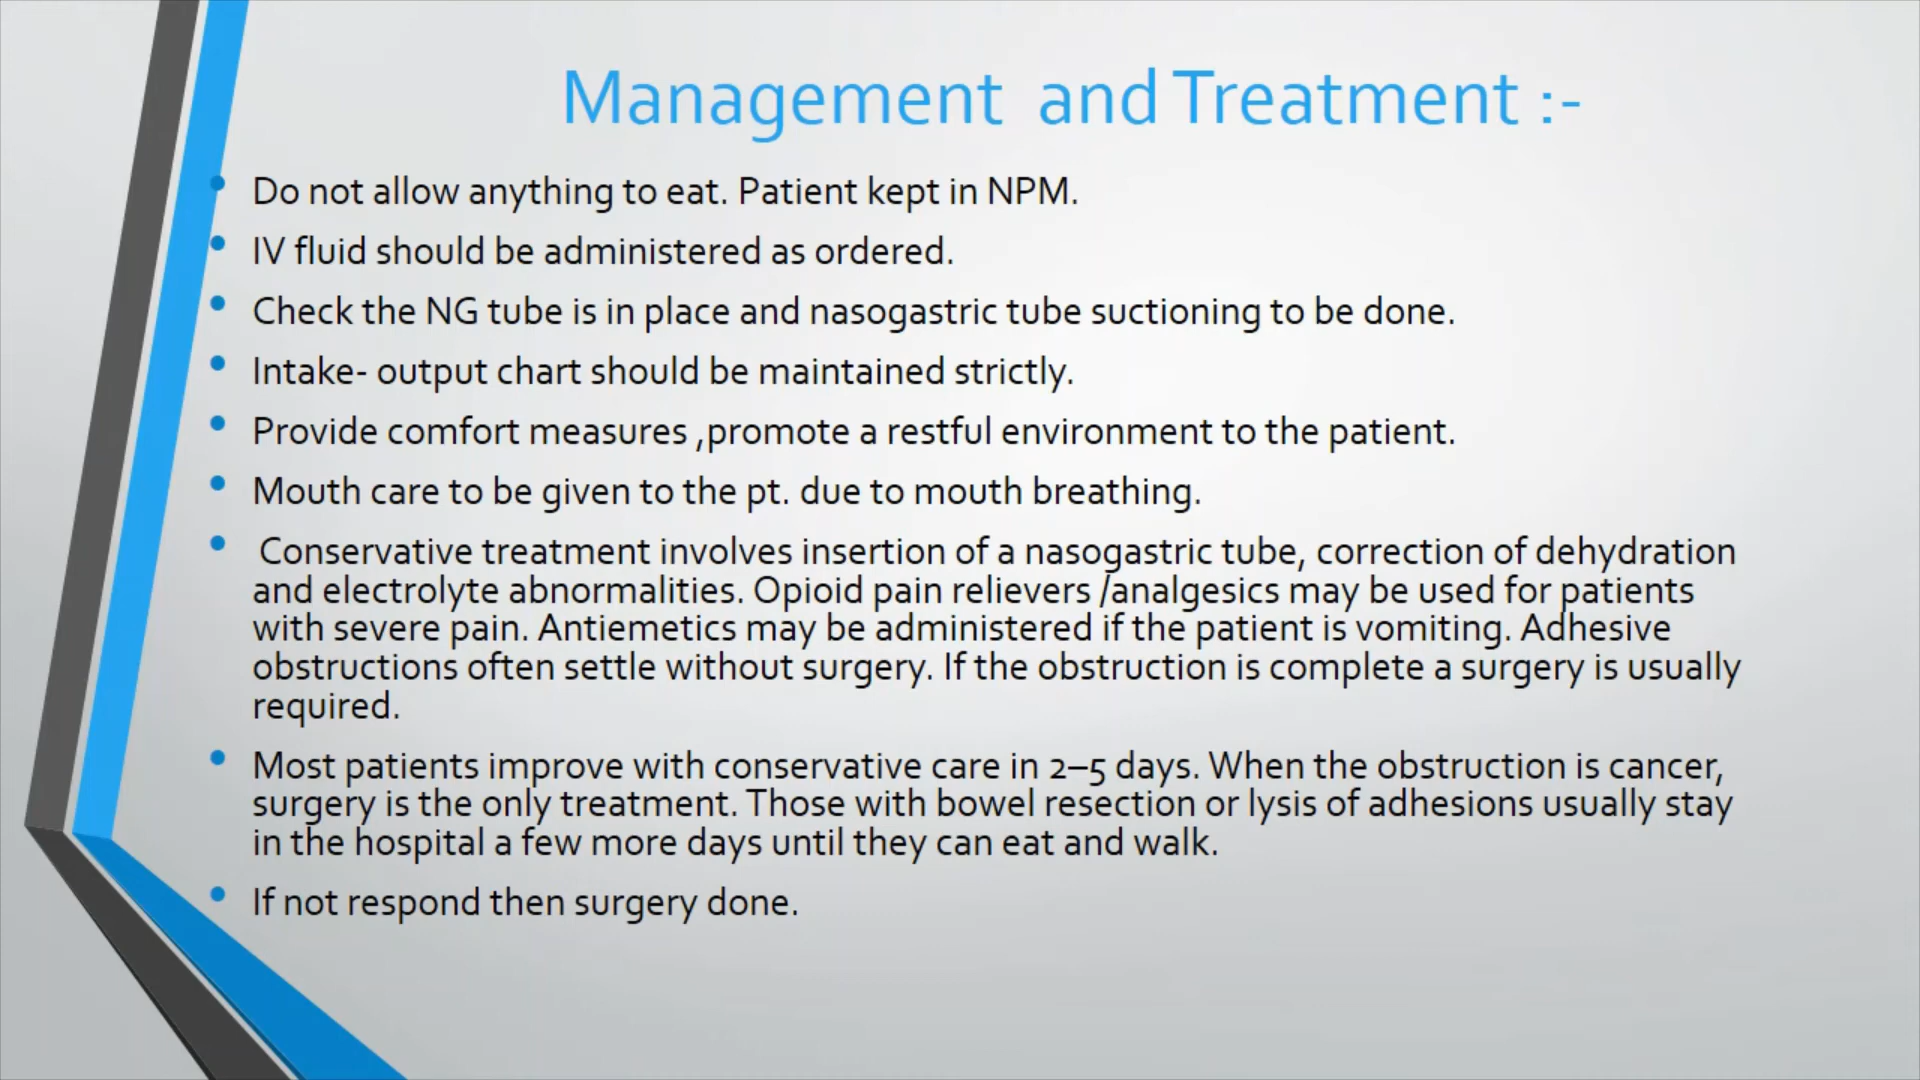 Management  and Treatment :-
• Do not allow anything to eat. Patient kept in NPM.
• IV fluid should be administered as ordered.
• Check the NG tube is in place and nasogastric tube suctioning to be done.
• Intake- output chart should be maintained strictly.
• Provide comfort measures ,promote a restful environment to the patient.
• Mouth care to be given to the pt. due to mouth breathing.
• Conservative treatment involves insertion of a nasogastric tube, correction of dehydration
and electrolyte abnormalities. Opioid pain relievers /analgesics may be used for patients
with severe pain. Antiemetics may be administered if the patient is vomiting. Adhesive
obstructions often settle without surgery. If the obstruction is complete a surgery is usually
required.
• Most patients improve with conservative care in 2–5 days. When the obstruction is cancer,
surgery is the only treatment. Those with bowel resection or lysis of adhesions usually stay
in the hospital a few more days until they can eat and walk.
• If not respond then surgery done.